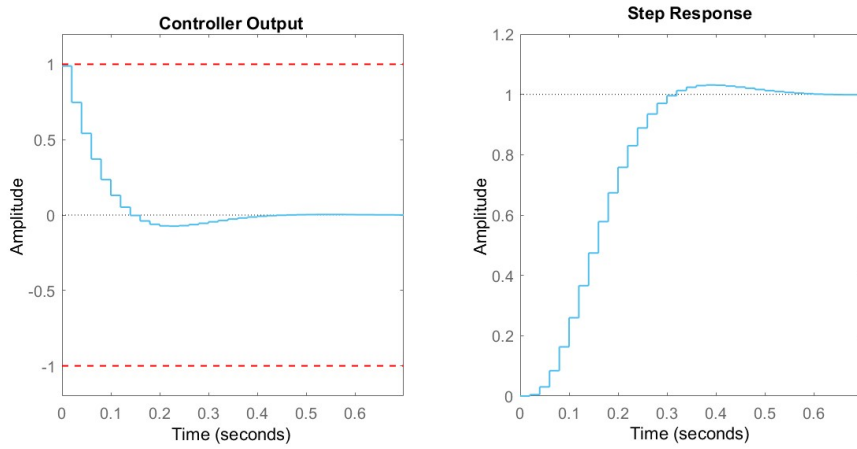 Controller Output
1
0.5
0
-0.5
-1
Amplitude
0 0.1 0.2 0.3 0.4 0.5 0.6
Time (seconds)
Step Response
1.2
1
0.8
0.6
0.4
0.2
0
Amplitude
0 0.1 0.2 0.3 0.4 0.5 0.6
Time (seconds)